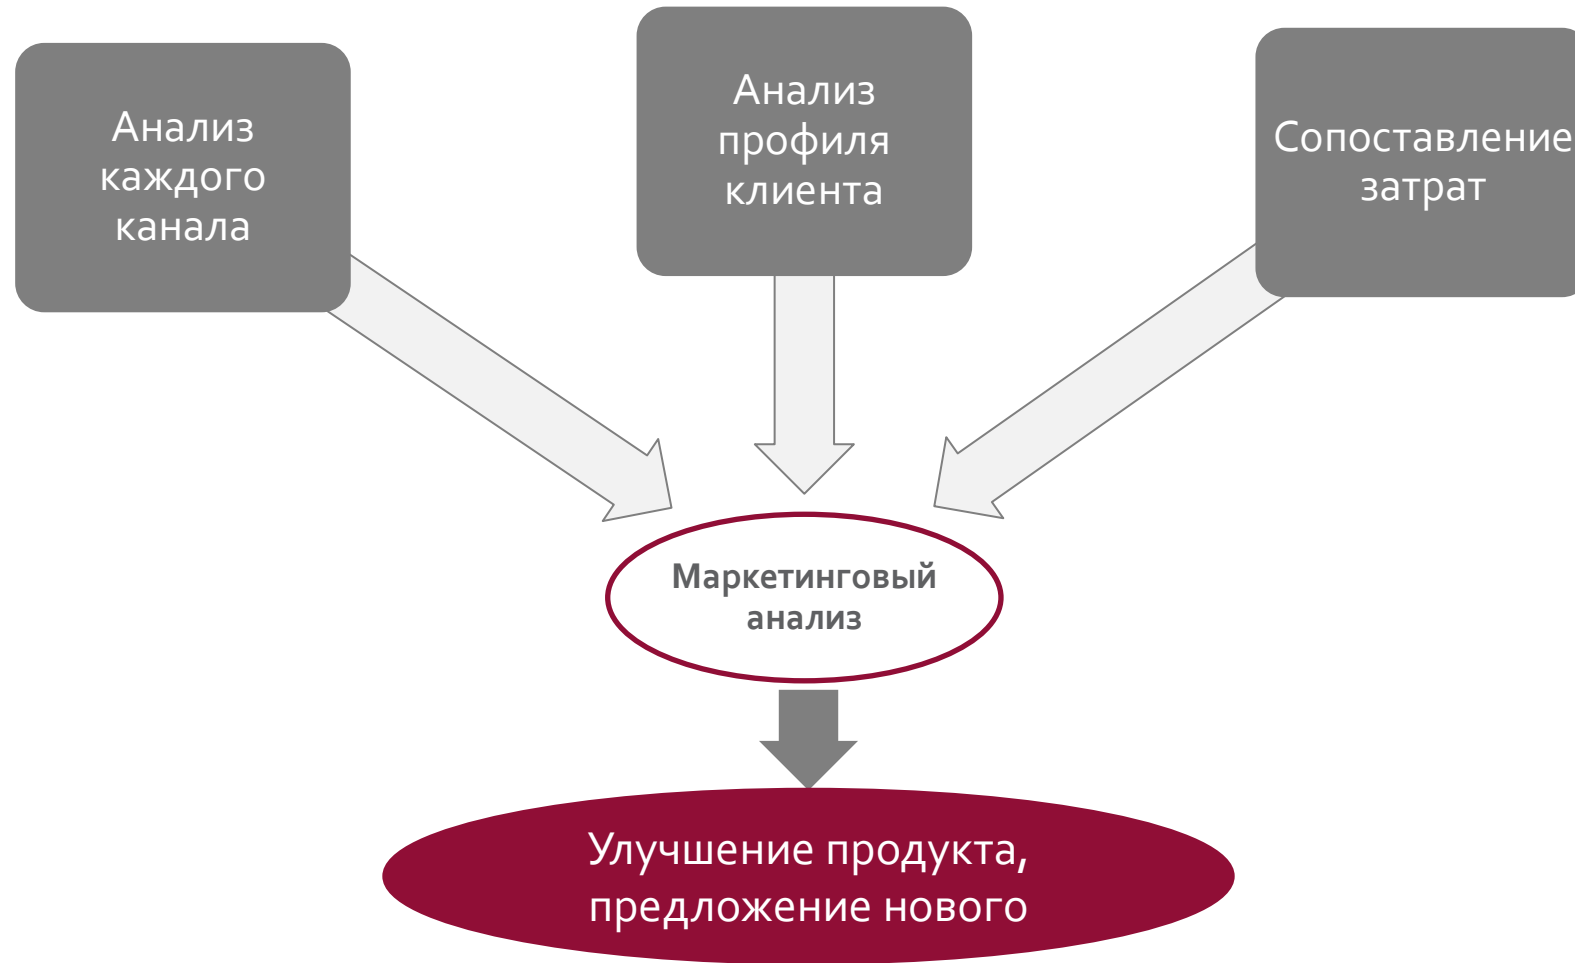 Анализ
каждого
канала
Анализ
профиля
клиента
Сопоставление
затрат
Маркетинговый
анализ
Улучшение продукта,
предложение нового